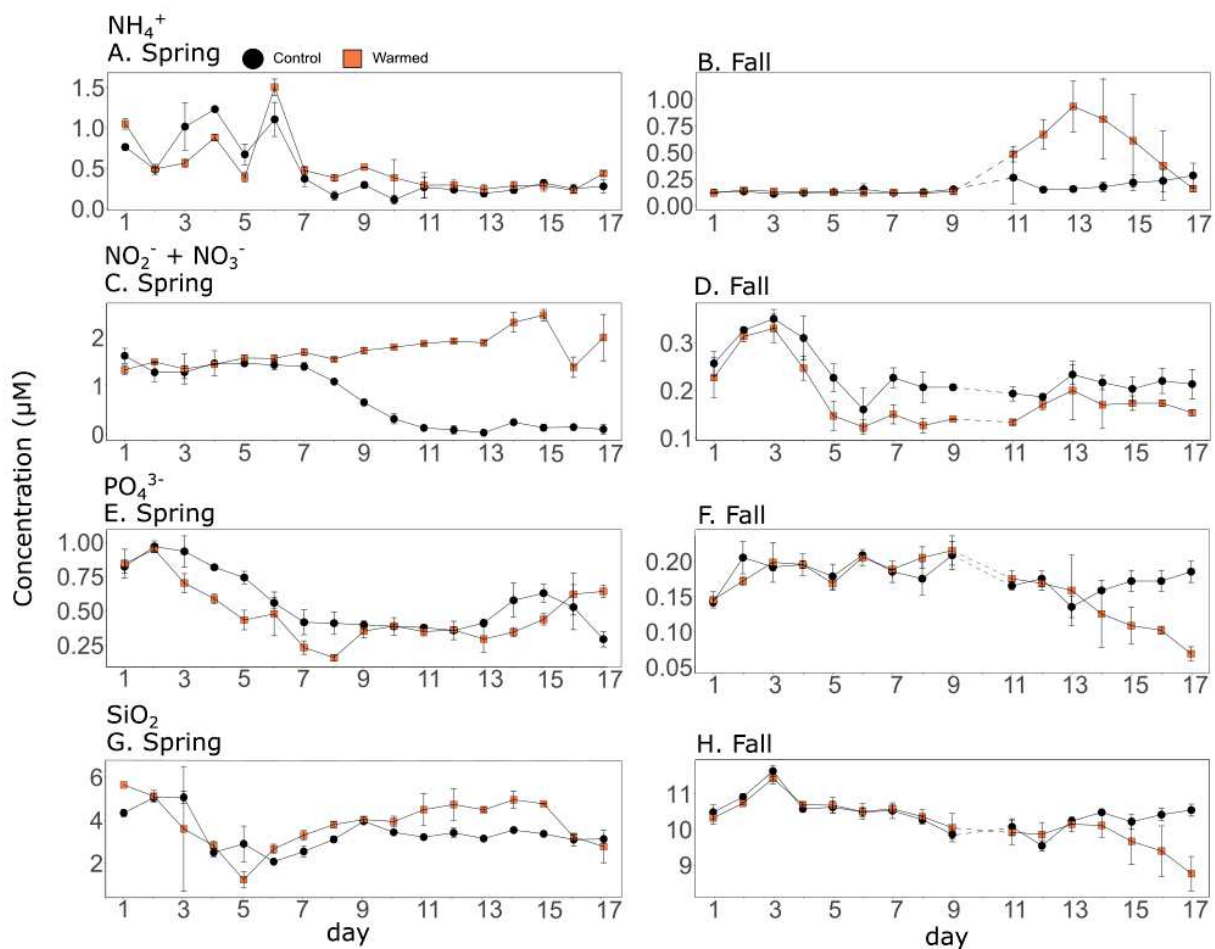 NH₄⁺
A. Spring
Control
Warmed
1.5
1.0
0.5
0.0
1 3 5 7 9 11 13 15 17
B. Fall
1.00
0.75
0.50
0.25
0.00
1 3 5 7 9 11 13 15 17
NO₂⁻ + NO₃⁻
C. Spring
2
1
0
1 3 5 7 9 11 13 15 17
D. Fall
0.3
0.2
0.1
1 3 5 7 9 11 13 15 17
Concentration (µM)
PO₄³⁻
E. Spring
1.00
0.75
0.50
0.25
1 3 5 7 9 11 13 15 17
F. Fall
0.20
0.15
0.10
0.05
1 3 5 7 9 11 13 15 17
SiO₂
G. Spring
6
4
2
1 3 5 7 9 11 13 15 17
day
H. Fall
11
10
9
1 3 5 7 9 11 13 15 17
day